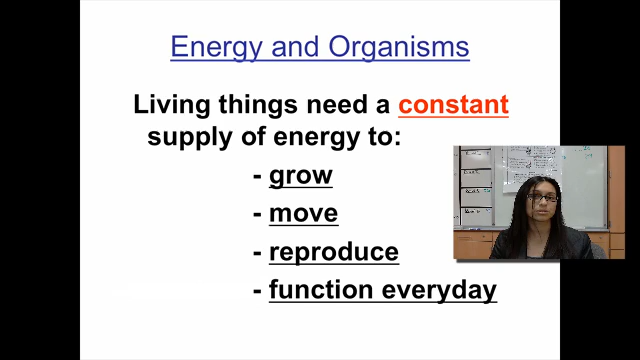 Energy and Organisms
Living things need a constant
supply of energy to:
- grow
- move
- reproduce
- function everyday